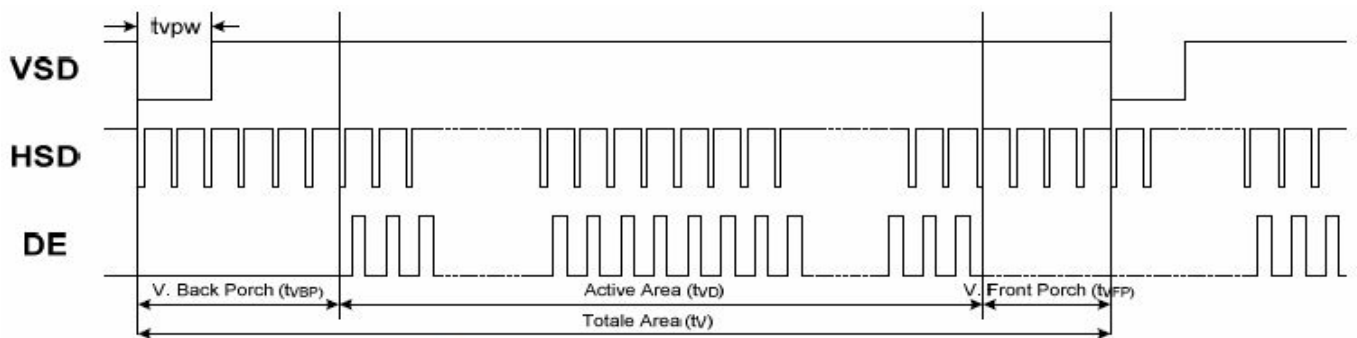 tvpw
VSD
HSD
DE
V. Back Porch (tVBP) Active Area (tVD) V. Front Porch (tVFP)
Totale Area (tV)